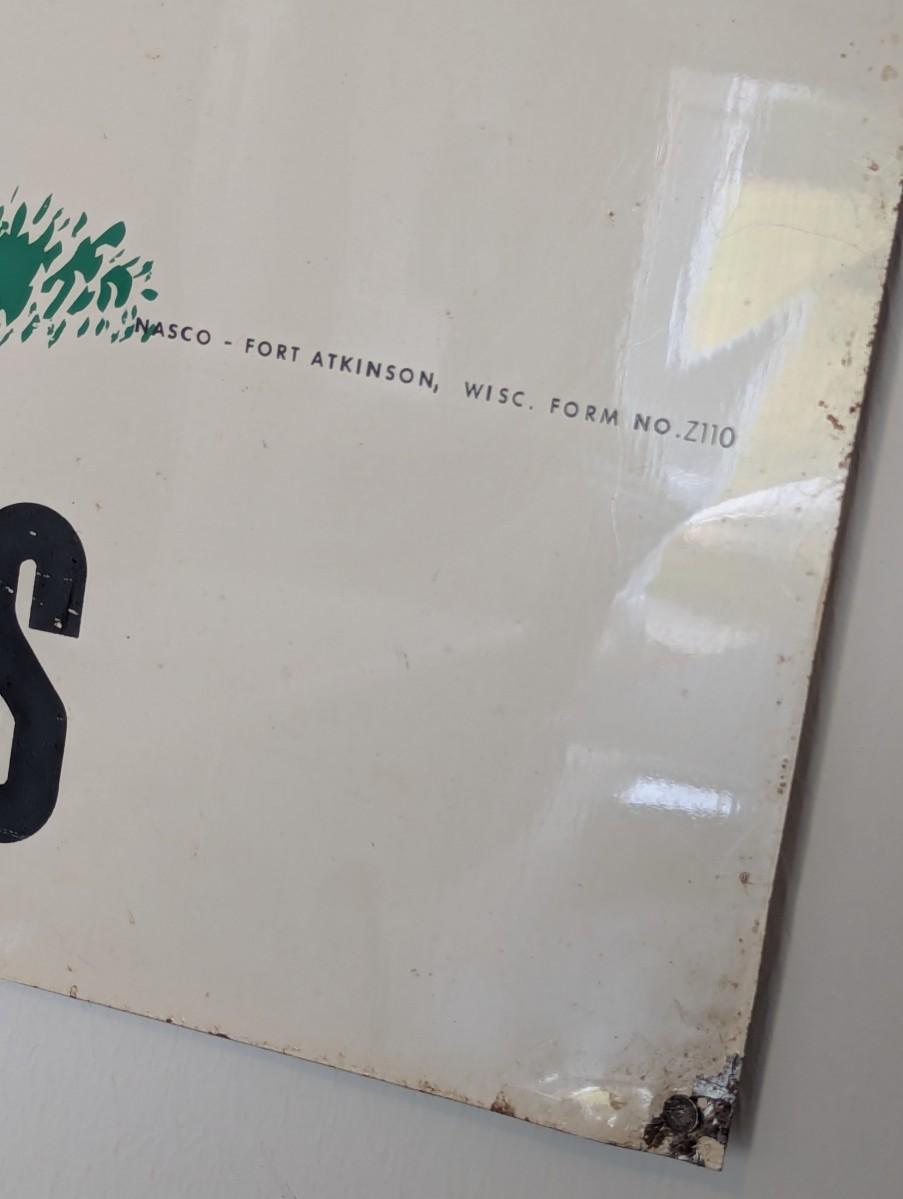 NASCO - FORT ATKINSON, WISC. FORM NO.Z110
S